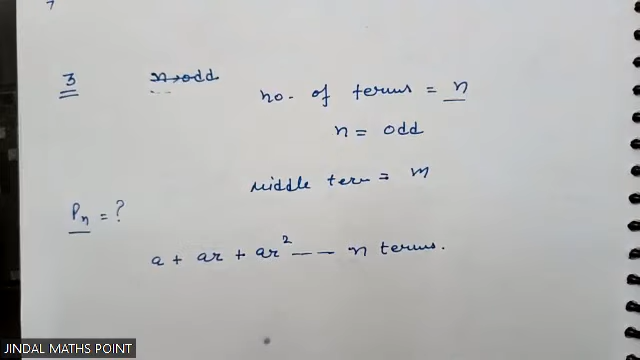 3 n→odd
no. of terms = n
n = odd
middle term = m
Pn = ?
a + ar + ar² — — n terms.
JINDAL MATHS POINT